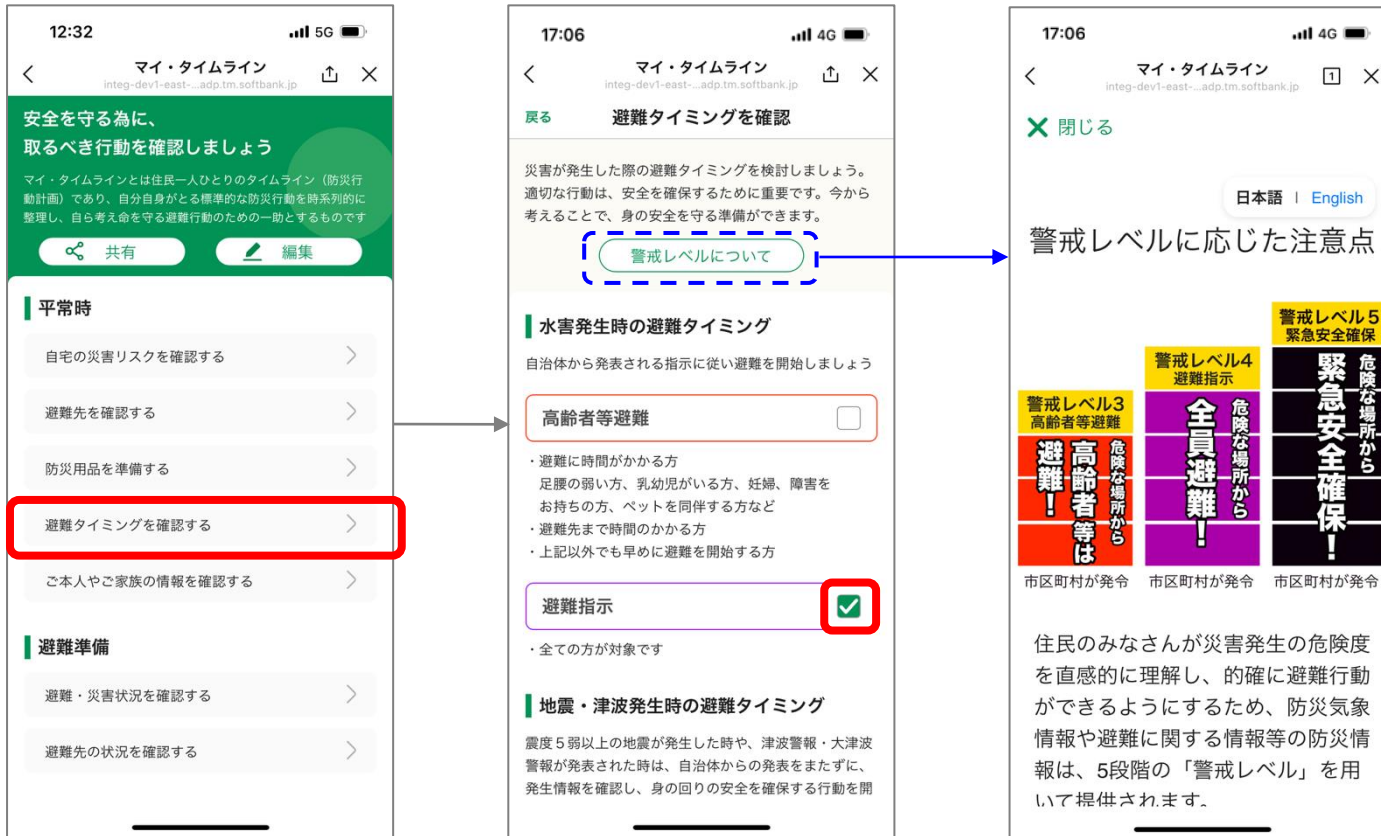 12:32
5G
マイ・タイムライン
integ-dev1-east-...adp.tm.softbank.jp
安全を守る為に、
取るべき行動を確認しましょう
マイ・タイムラインとは住民一人ひとりのタイムライン（防災行
動計画）であり、自分自身がとる標準的な防災行動を時系列的に
整理し、自ら考え命を守る避難行動のための一助とするものです
共有
編集
平常時
自宅の災害リスクを確認する
避難先を確認する
防災用品を準備する
避難タイミングを確認する
ご本人やご家族の情報を確認する
避難準備
避難・災害状況を確認する
避難先の状況を確認する
17:06
4G
マイ・タイムライン
integ-dev1-east-...adp.tm.softbank.jp
戻る
避難タイミングを確認
災害が発生した際の避難タイミングを検討しましょう。
適切な行動は、安全を確保するために重要です。今から
考えることで、身の安全を守る準備ができます。
警戒レベルについて
水害発生時の避難タイミング
自治体から発表される指示に従い避難を開始しましょう
高齢者等避難
・避難に時間がかかる方
足腰の弱い方、乳幼児がいる方、妊婦、障害を
お持ちの方、ペットを同伴する方など
・避難先まで時間のかかる方
・上記以外でも早めに避難を開始する方
避難指示
・全ての方が対象です
地震・津波発生時の避難タイミング
震度５弱以上の地震が発生した時や、津波警報・大津波
警報が発表された時は、自治体からの発表をまたずに、
発生情報を確認し、身の回りの安全を確保する行動を開
17:06
4G
マイ・タイムライン
1
integ-dev1-east-...adp.tm.softbank.jp
閉じる
日本語 | English
警戒レベルに応じた注意点
警戒レベル3
高齢者等避難
危険な場所から
高齢者等は
避難！
市区町村が発令
警戒レベル4
避難指示
危険な場所から
全員避難！
市区町村が発令
警戒レベル5
緊急安全確保
危険な場所から
緊急安全確保！
市区町村が発令
住民のみなさんが災害発生の危険度
を直感的に理解し、的確に避難行動
ができるようにするため、防災気象
情報や避難に関する情報等の防災情
報は、5段階の「警戒レベル」を用
いて提供されます。